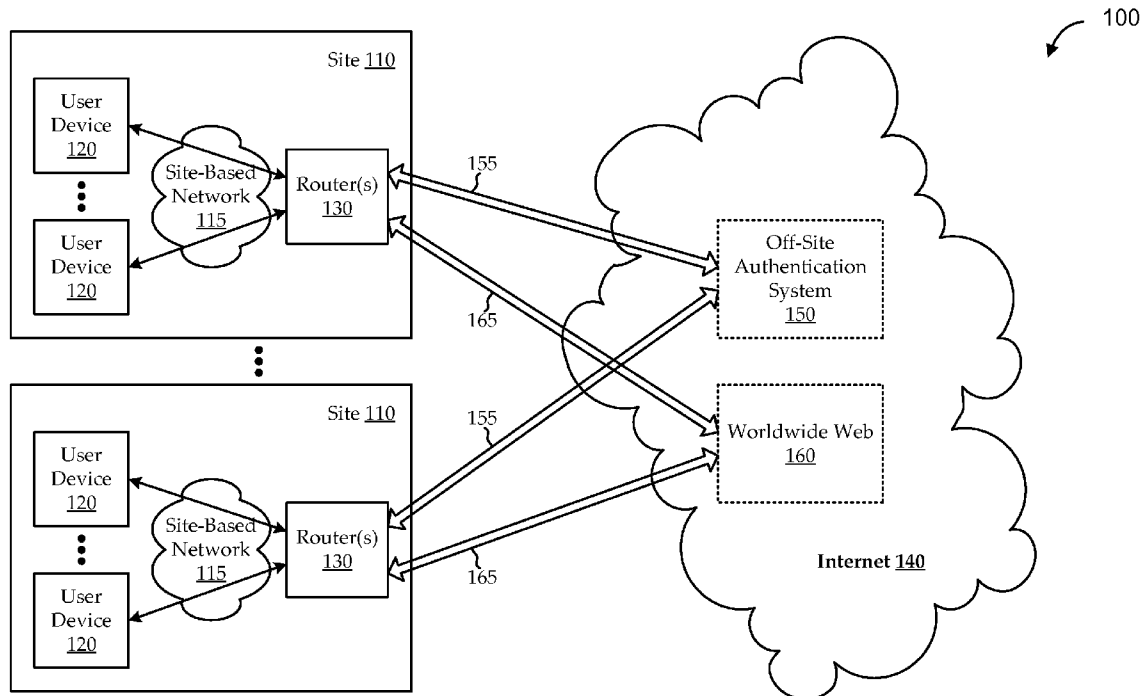 100
Site 110
User
Device
120
User
Device
120
Site-Based
Network
115
Router(s)
130
155
165
Off-Site
Authentication
System
150
Worldwide Web
160
Internet 140
Site 110
User
Device
120
User
Device
120
Site-Based
Network
115
Router(s)
130
155
165